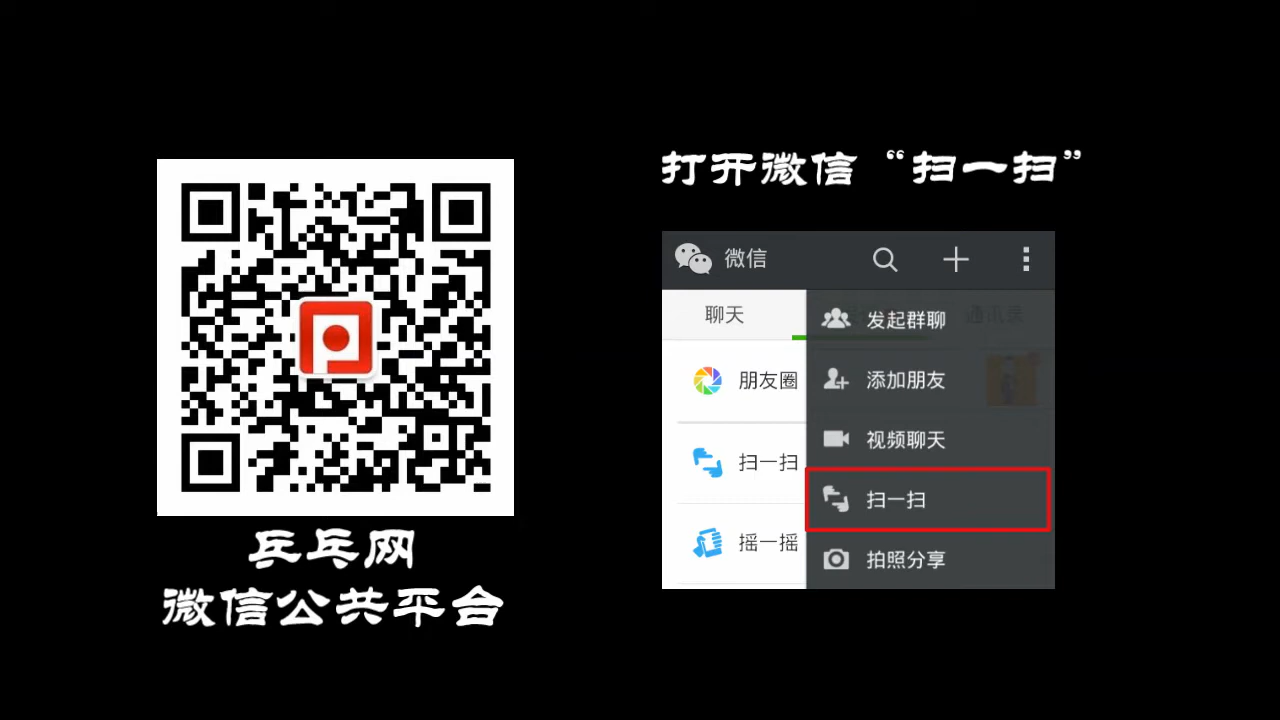 乒乓网
微信公共平台
打开微信“扫一扫”
微信
聊天
通讯录
朋友圈
扫一扫
摇一摇
发起群聊
添加朋友
视频聊天
扫一扫
拍照分享